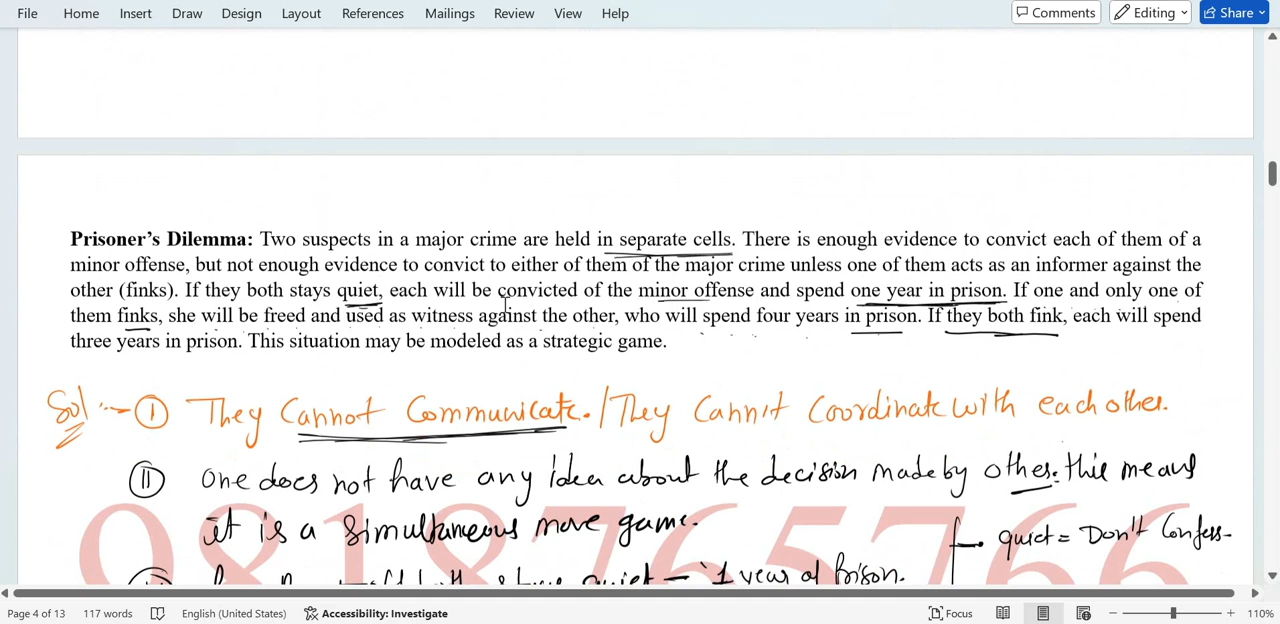 File Home Insert Draw Design Layout References Mailings Review View Help Comments Editing Share
Prisoner's Dilemma: Two suspects in a major crime are held in separate cells. There is enough evidence to convict each of them of a
minor offense, but not enough evidence to convict to either of them of the major crime unless one of them acts as an informer against the
other (finks). If they both stays quiet, each will be convicted of the minor offense and spend one year in prison. If one and only one of
them finks, she will be freed and used as witness against the other, who will spend four years in prison. If they both fink, each will spend
three years in prison. This situation may be modeled as a strategic game.
Sol :- ① They Cannot Communicate. / They Cannot Coordinate with each other.
Ⅱ One does not have any Idea about the decision made by other. this means
it is a Simultaneous move game.
quiet = Don't Confess-
9818765766
quiet - 1 year of Prison.
Page 4 of 13 117 words English (United States) Accessibility: Investigate Focus 110%